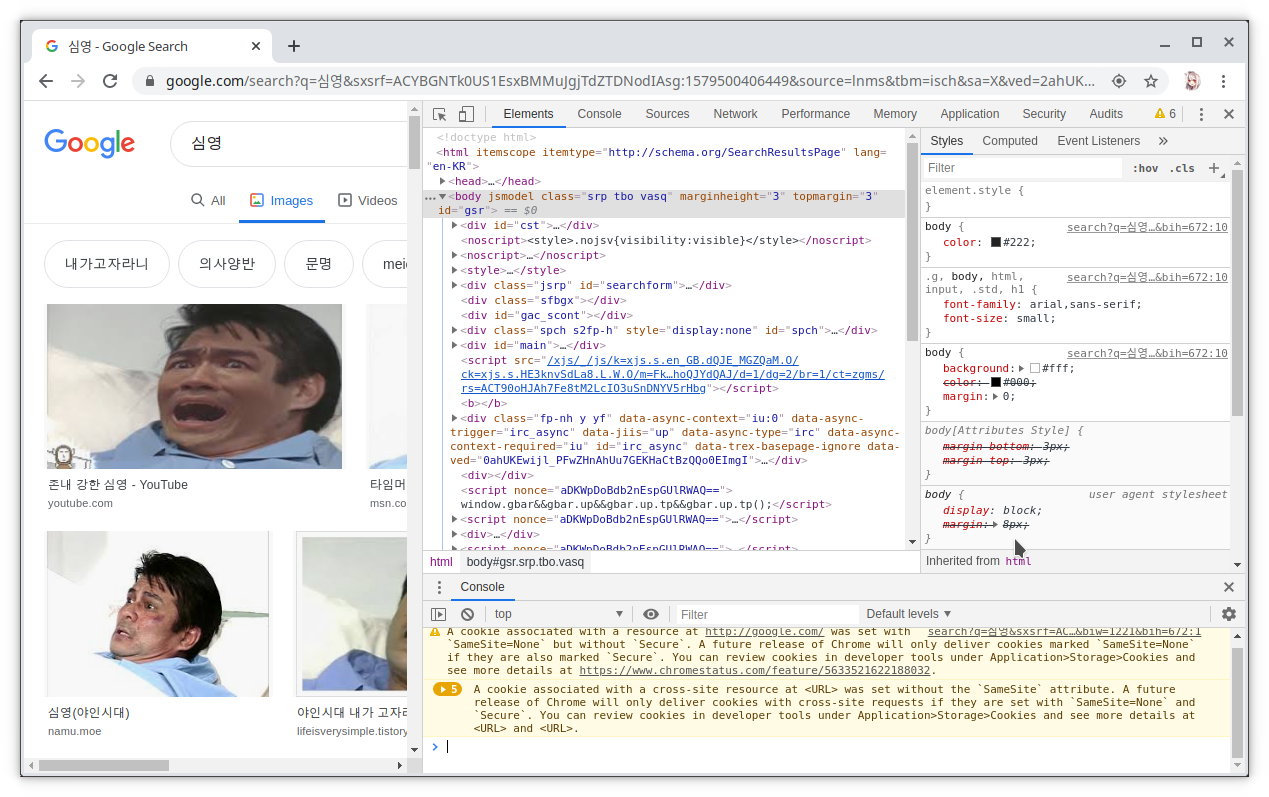 심영 - Google Search
google.com/search?q=심영&sxsrf=ACYBGNTk0US1EsxBMMuJgjTdZTDNodIAsg:1579500406449&source=lnms&tbm=isch&sa=X&ved=2ahUK…
Google
심영
All Images Videos
내가고자라니 의사양반 문명
존내 강한 심영 - YouTube
youtube.com
타임머
msn.co
심영(야인시대)
namu.moe
야인시대 내가 고자라
lifeisverysimple.tistory
Elements Console Sources Network Performance Memory Application Security Audits 6
<!doctype html>
<html itemscope itemtype="http://schema.org/SearchResultsPage" lang=
"en-KR">
<head>…</head>
<body jsmodel class="srp tbo vasq" marginheight="3" topmargin="3"
id="gsr"> == $0
<div id="cst">…</div>
<noscript><style>.nojsv{visibility:visible}</style></noscript>
<noscript>…</noscript>
<style>…</style>
<div class="jsrp" id="searchform">…</div>
<div class="sfbgx"></div>
<div id="gac_scont"></div>
<div class="spch s2fp-h" style="display:none" id="spch">…</div>
<div id="main">…</div>
<script src="/xjs/_/js/k=xjs.s.en_GB.dQJE_MGZQaM.O/
ck=xjs.s.HE3knvSdLa8.L.W.O/m=Fk…hoQJYdQAJ/d=1/dg=2/br=1/ct=zgms/
rs=ACT90oHJAh7Fe8tM2LcIO3uSnDNYV5rHbg"></script>
<b></b>
<div class="fp-nh y yf" data-async-context="iu:0" data-async-
trigger="irc_async" data-jiis="up" data-async-type="irc" data-async-
context-required="iu" id="irc_async" data-trex-basepage-ignore data-
ved="0ahUKEwijl_PFwZHnAhUu7GEKHaCtBzQQo0EImgI">…</div>
<div></div>
<script nonce="aDKWpDoBdb2nEspGUlRWAQ==">
window.gbar&&gbar.up&&gbar.up.tp&&gbar.up.tp();</script>
<script nonce="aDKWpDoBdb2nEspGUlRWAQ==">…</script>
<div>…</div>
<script nonce="aDKWpDoBdb2nEspGUlRWAQ==">…</script>
html body#gsr.srp.tbo.vasq
Styles Computed Event Listeners »
Filter :hov .cls +
element.style {
}
body { search?q=심영…&bih=672:10
color: #222;
}
.g, body, html, search?q=심영…&bih=672:10
input, .std, h1 {
font-family: arial,sans-serif;
font-size: small;
}
body { search?q=심영…&bih=672:10
background: #fff;
color: #000;
margin: 0;
}
body[Attributes Style] {
margin-bottom: 3px;
margin-top: 3px;
}
body { user agent stylesheet
display: block;
margin: 8px;
}
Inherited from html
Console
top Filter Default levels
A cookie associated with a resource at http://google.com/ was set with search?q=심영&sxsrf=AC…&biw=1221&bih=672:1
`SameSite=None` but without `Secure`. A future release of Chrome will only deliver cookies marked `SameSite=None`
if they are also marked `Secure`. You can review cookies in developer tools under Application>Storage>Cookies and
see more details at https://www.chromestatus.com/feature/5633521622188032.
5 A cookie associated with a cross-site resource at <URL> was set without the `SameSite` attribute. A future
release of Chrome will only deliver cookies with cross-site requests if they are set with `SameSite=None` and
`Secure`. You can review cookies in developer tools under Application>Storage>Cookies and see more details at
<URL> and <URL>.